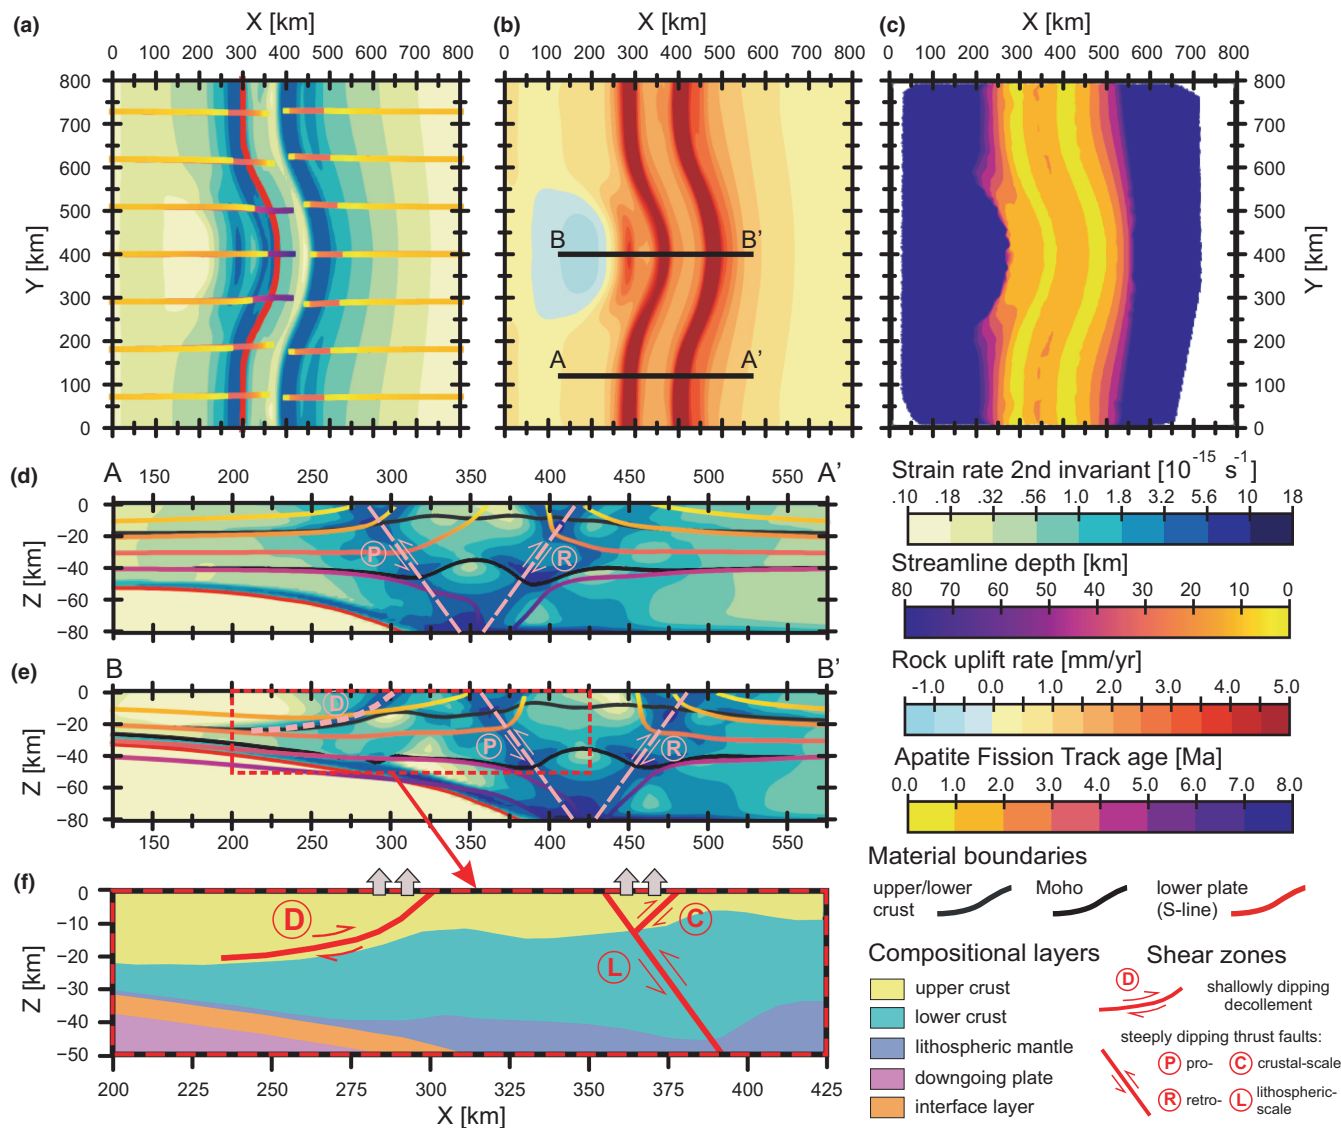 (a) X [km] (b) X [km] (c) X
0 100 200 300 400 500 600 700 800
0 100 200 300 400 500 600 700 800
[km]
0 100 200 300 400 500 600 700 800
Y [km]
800
700
600
500
400
300
200
100
0
B B'
A A'
800
700
600
500
400
300
200
100
0
Y [km]
(d) A A'
150 200 250 300 350 400 450 500 550
Z [km]
0
−20
−40
−60
−80
P R
(e) B B'
Z [km]
0
−20
−40
−60
−80
D P R
150 200 250 300 350 400 450 500 550
(f)
Z [km]
0
−10
−20
−30
−40
−50
D C L
200 225 250 275 300 325 350 375 400 425
X [km]
Strain rate 2nd invariant [10⁻¹⁵ s⁻¹]
.10 .18 .32 .56 1.0 1.8 3.2 5.6 10 18
Streamline depth [km]
80 70 60 50 40 30 20 10 0
Rock uplift rate [mm/yr]
-1.0 0.0 1.0 2.0 3.0 4.0 5.0
Apatite Fission Track age [Ma]
0.0 1.0 2.0 3.0 4.0 5.0 6.0 7.0 8.0
Material boundaries
upper/lower crust
Moho
lower plate (S-line)
Compositional layers
upper crust
lower crust
lithospheric mantle
downgoing plate
interface layer
Shear zones
D shallowly dipping decollement
steeply dipping thrust faults:
P pro- C crustal-scale
R retro- L lithospheric-scale